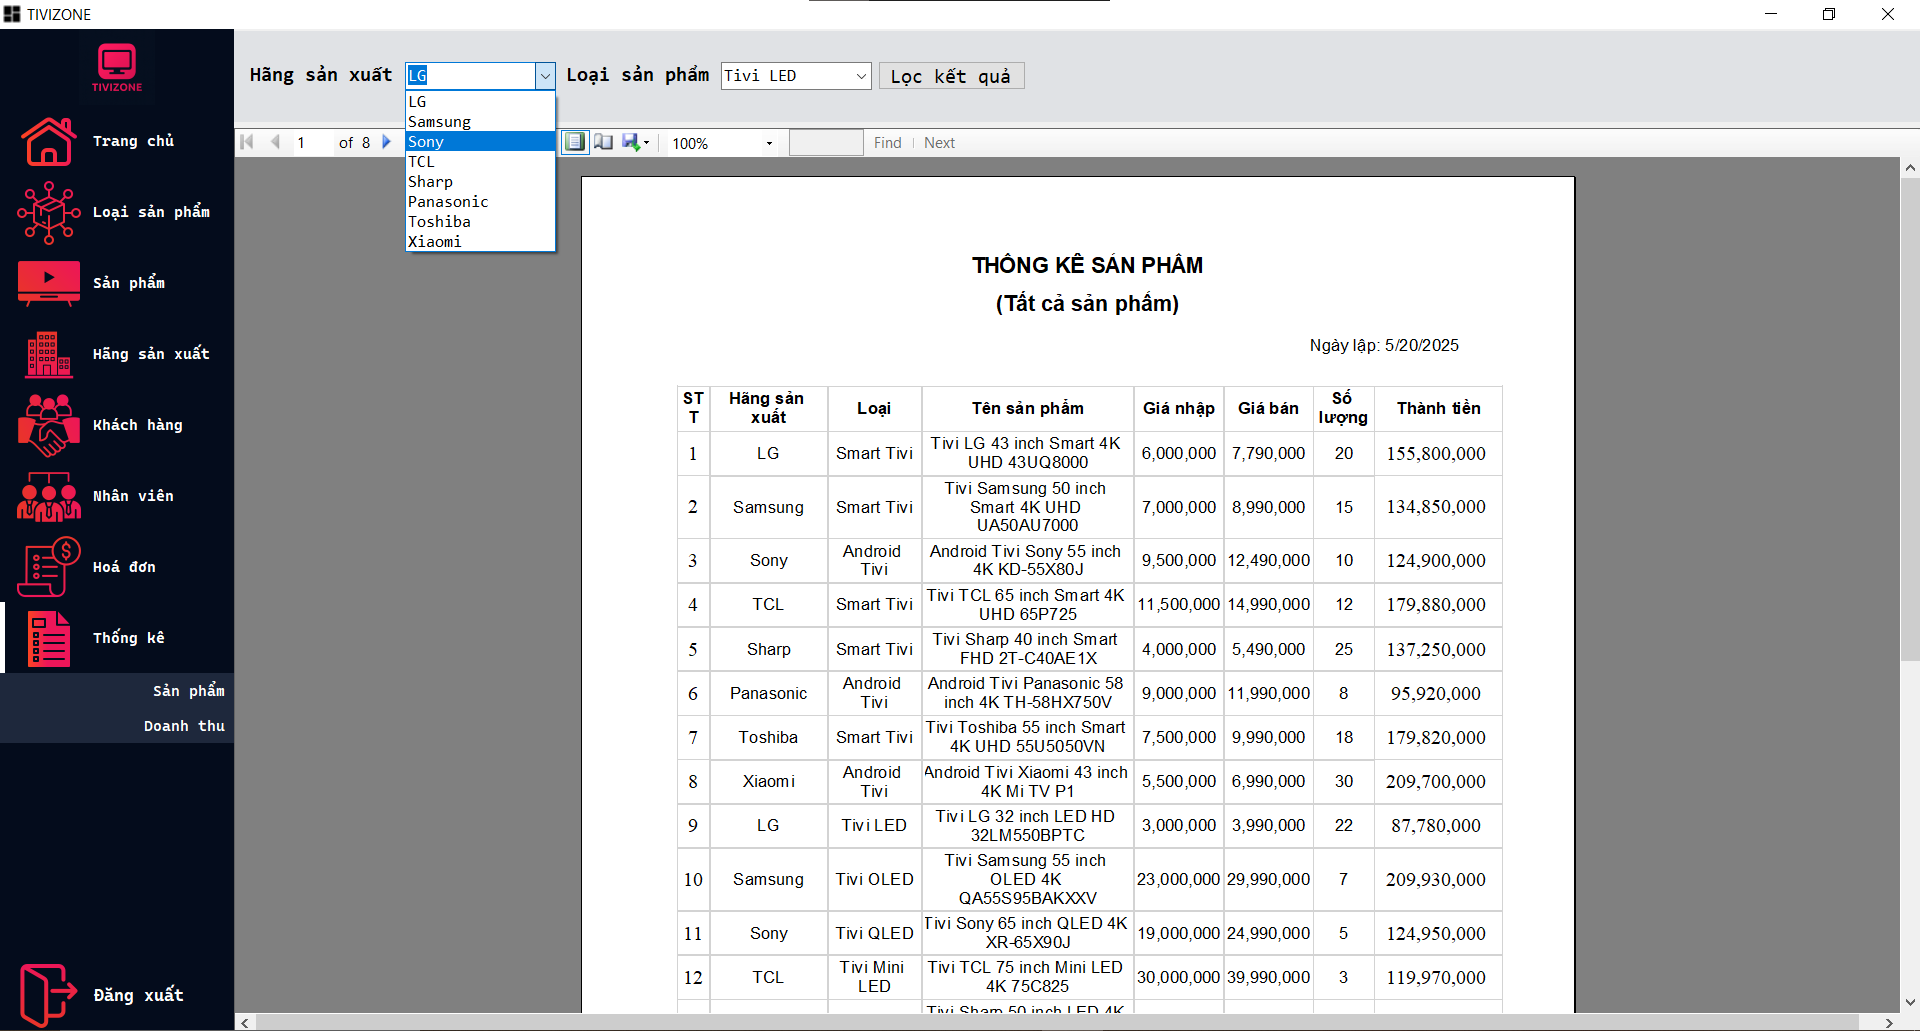 TIVIZONE
TIVIZONE
Trang chủ
Loại sản phẩm
Sản phẩm
Hãng sản xuất
Khách hàng
Nhân viên
Hoá đơn
Thống kê
Sản phẩm
Doanh thu
Đăng xuất
Hãng sản xuất LG Loại sản phẩm Tivi LED Lọc kết quả
LG
Samsung
Sony
TCL
Sharp
Panasonic
Toshiba
Xiaomi
1 of 8 100% Find Next
THỐNG KÊ SẢN PHẨM
(Tất cả sản phẩm)
Ngày lập: 5/20/2025
ST Hãng sản Loại Tên sản phẩm Giá nhập Giá bán Số Thành tiền
T xuất lượng
1 LG Smart Tivi Tivi LG 43 inch Smart 4K 6,000,000 7,790,000 20 155,800,000
UHD 43UQ8000
2 Samsung Smart Tivi Tivi Samsung 50 inch 7,000,000 8,990,000 15 134,850,000
Smart 4K UHD
UA50AU7000
3 Sony Android Android Tivi Sony 55 inch 9,500,000 12,490,000 10 124,900,000
Tivi 4K KD-55X80J
4 TCL Smart Tivi Tivi TCL 65 inch Smart 4K 11,500,000 14,990,000 12 179,880,000
UHD 65P725
5 Sharp Smart Tivi Tivi Sharp 40 inch Smart 4,000,000 5,490,000 25 137,250,000
FHD 2T-C40AE1X
6 Panasonic Android Android Tivi Panasonic 58 9,000,000 11,990,000 8 95,920,000
Tivi inch 4K TH-58HX750V
7 Toshiba Smart Tivi Tivi Toshiba 55 inch Smart 7,500,000 9,990,000 18 179,820,000
4K UHD 55U5050VN
8 Xiaomi Android Android Tivi Xiaomi 43 inch 5,500,000 6,990,000 30 209,700,000
Tivi 4K Mi TV P1
9 LG Tivi LED Tivi LG 32 inch LED HD 3,000,000 3,990,000 22 87,780,000
32LM550BPTC
10 Samsung Tivi OLED Tivi Samsung 55 inch 23,000,000 29,990,000 7 209,930,000
OLED 4K
QA55S95BAKXXV
11 Sony Tivi QLED Tivi Sony 65 inch QLED 4K 19,000,000 24,990,000 5 124,950,000
XR-65X90J
12 TCL Tivi Mini Tivi TCL 75 inch Mini LED 30,000,000 39,990,000 3 119,970,000
LED 4K 75C825
Tivi Sharp 50 inch LED 4K